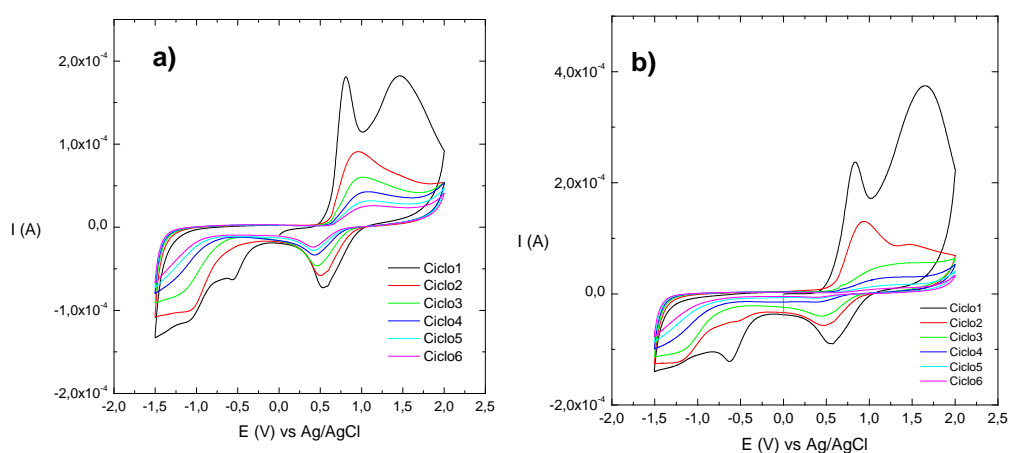 a)
2,0x10⁻⁴
1,0x10⁻⁴
0,0
-1,0x10⁻⁴
-2,0x10⁻⁴
I (A)
-1,5 -1,0 -0,5 0,0 0,5 1,0 1,5 2,0 2,5
E (V) vs Ag/AgCl
Ciclo1
Ciclo2
Ciclo3
Ciclo4
Ciclo5
Ciclo6
b)
4,0x10⁻⁴
2,0x10⁻⁴
0,0
-2,0x10⁻⁴
I (A)
-2,0 -1,5 -1,0 -0,5 0,0 0,5 1,0 1,5 2,0 2,5
E (V) vs Ag/AgCl
Ciclo1
Ciclo2
Ciclo3
Ciclo4
Ciclo5
Ciclo6